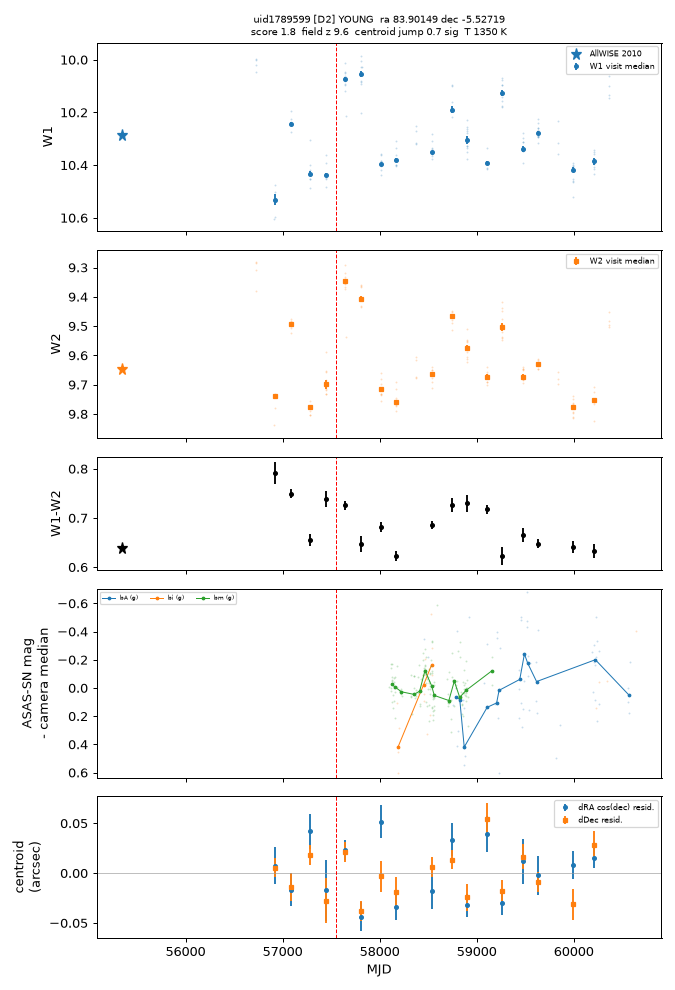 uid1789599 [D2] YOUNG  ra 83.90149 dec -5.52719
score 1.8  field z 9.6  centroid jump 0.7 sig  T 1350 K
AllWISE 2010
W1 visit median
10.0
10.2
10.4
10.6
W1
W2 visit median
9.3
9.4
9.5
9.6
9.7
9.8
W2
0.8
0.7
0.6
W1-W2
bA (g)
bi (g)
bm (g)
−0.6
−0.4
−0.2
0.0
0.2
0.4
0.6
ASAS-SN mag
- camera median
dRA cos(dec) resid.
dDec resid.
0.05
0.00
−0.05
centroid
(arcsec)
56000
57000
58000
59000
60000
MJD